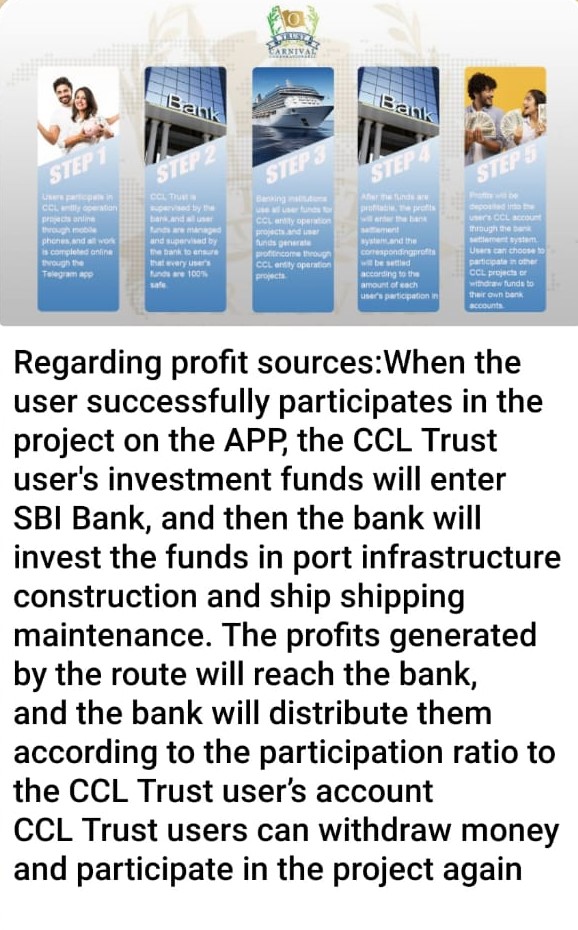 TRUST
CARNIVAL
Bank
Bank
STEP 1
STEP 2
STEP 3
STEP 4
STEP 5
Users participate in
CCL entity operation
projects online
through mobile
phones,and all work
is completed online
through the
Telegram app
CCL Trust is
supervised by the
bank,and all user
funds are managed
and supervised by
the bank to ensure
that every user's
funds are 100%
safe.
Banking institutions
use all user funds for
CCL entity operation
projects,and user
funds generate
profitincome through
CCL entity operation
projects.
After the funds are
profitable, the profits
will enter the bank
settlement
system,and the
correspondingprofits
will be settled
according to the
amount of each
user's participation in
Profits will be
deposited into the
user's CCL account
through the bank
settlement system.
Users can choose to
participate in other
CCL projects or
withdraw funds to
their own bank
accounts.
Regarding profit sources:When the
user successfully participates in the
project on the APP, the CCL Trust
user's investment funds will enter
SBI Bank, and then the bank will
invest the funds in port infrastructure
construction and ship shipping
maintenance. The profits generated
by the route will reach the bank,
and the bank will distribute them
according to the participation ratio to
the CCL Trust user's account
CCL Trust users can withdraw money
and participate in the project again